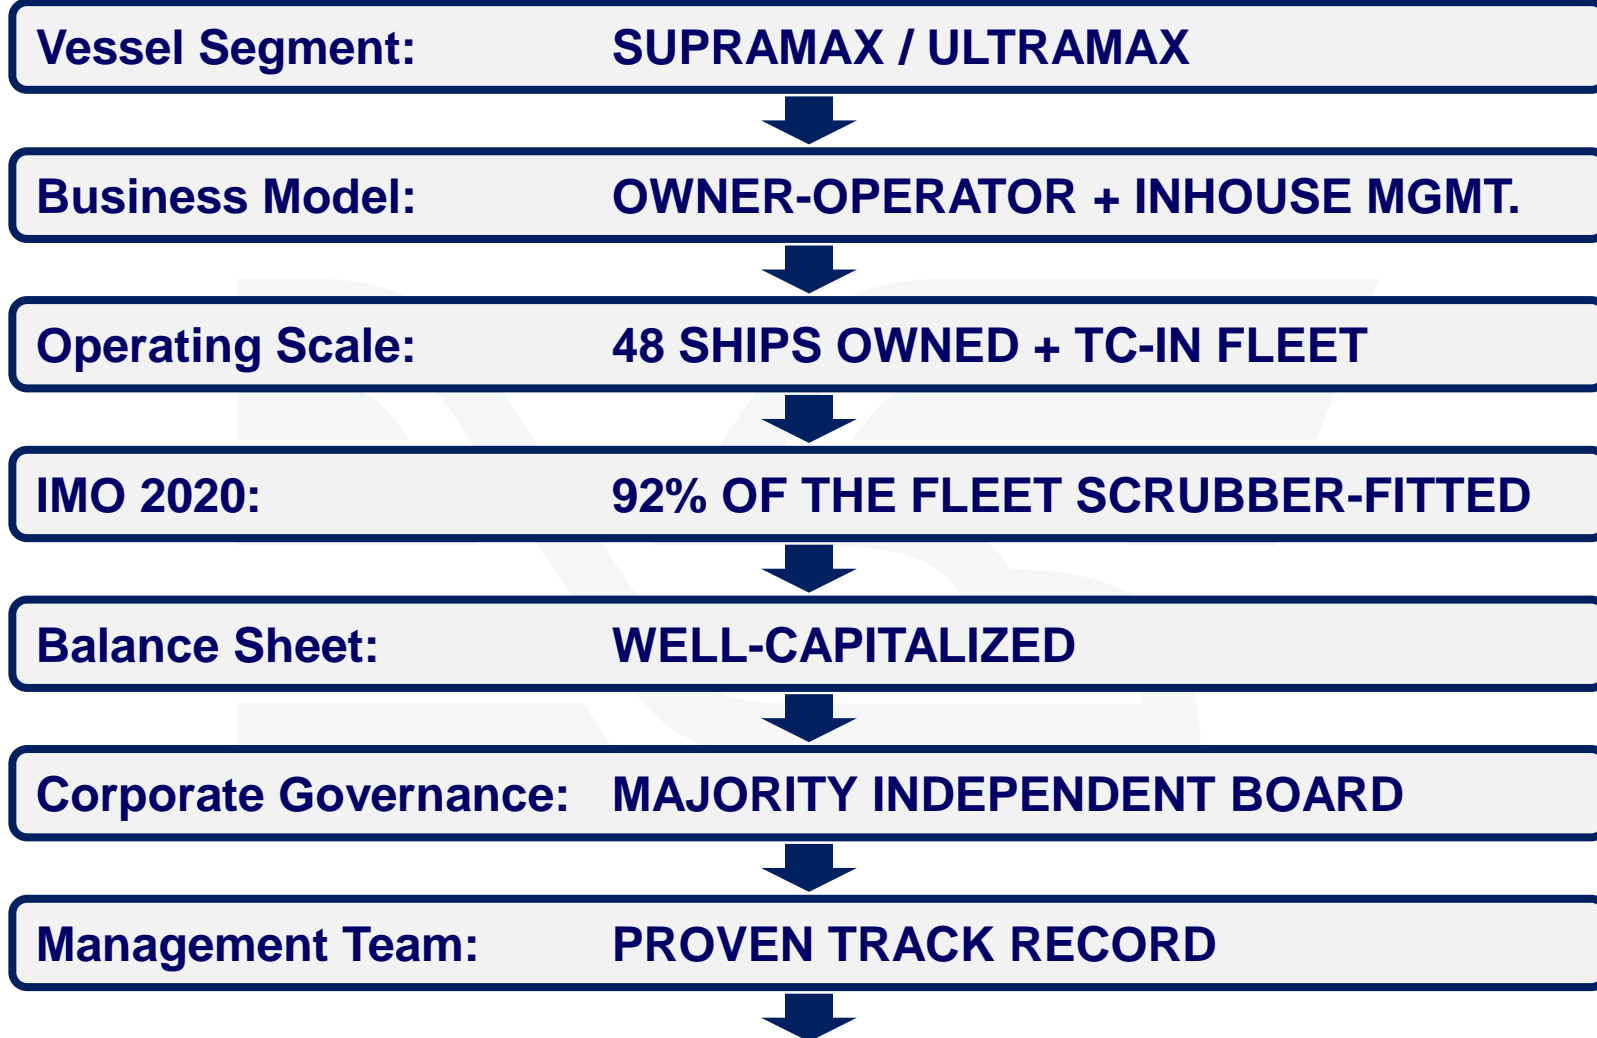 Vessel Segment: SUPRAMAX / ULTRAMAX
Business Model: OWNER-OPERATOR + INHOUSE MGMT.
Operating Scale: 48 SHIPS OWNED + TC-IN FLEET
IMO 2020: 92% OF THE FLEET SCRUBBER-FITTED
Balance Sheet: WELL-CAPITALIZED
Corporate Governance: MAJORITY INDEPENDENT BOARD
Management Team: PROVEN TRACK RECORD